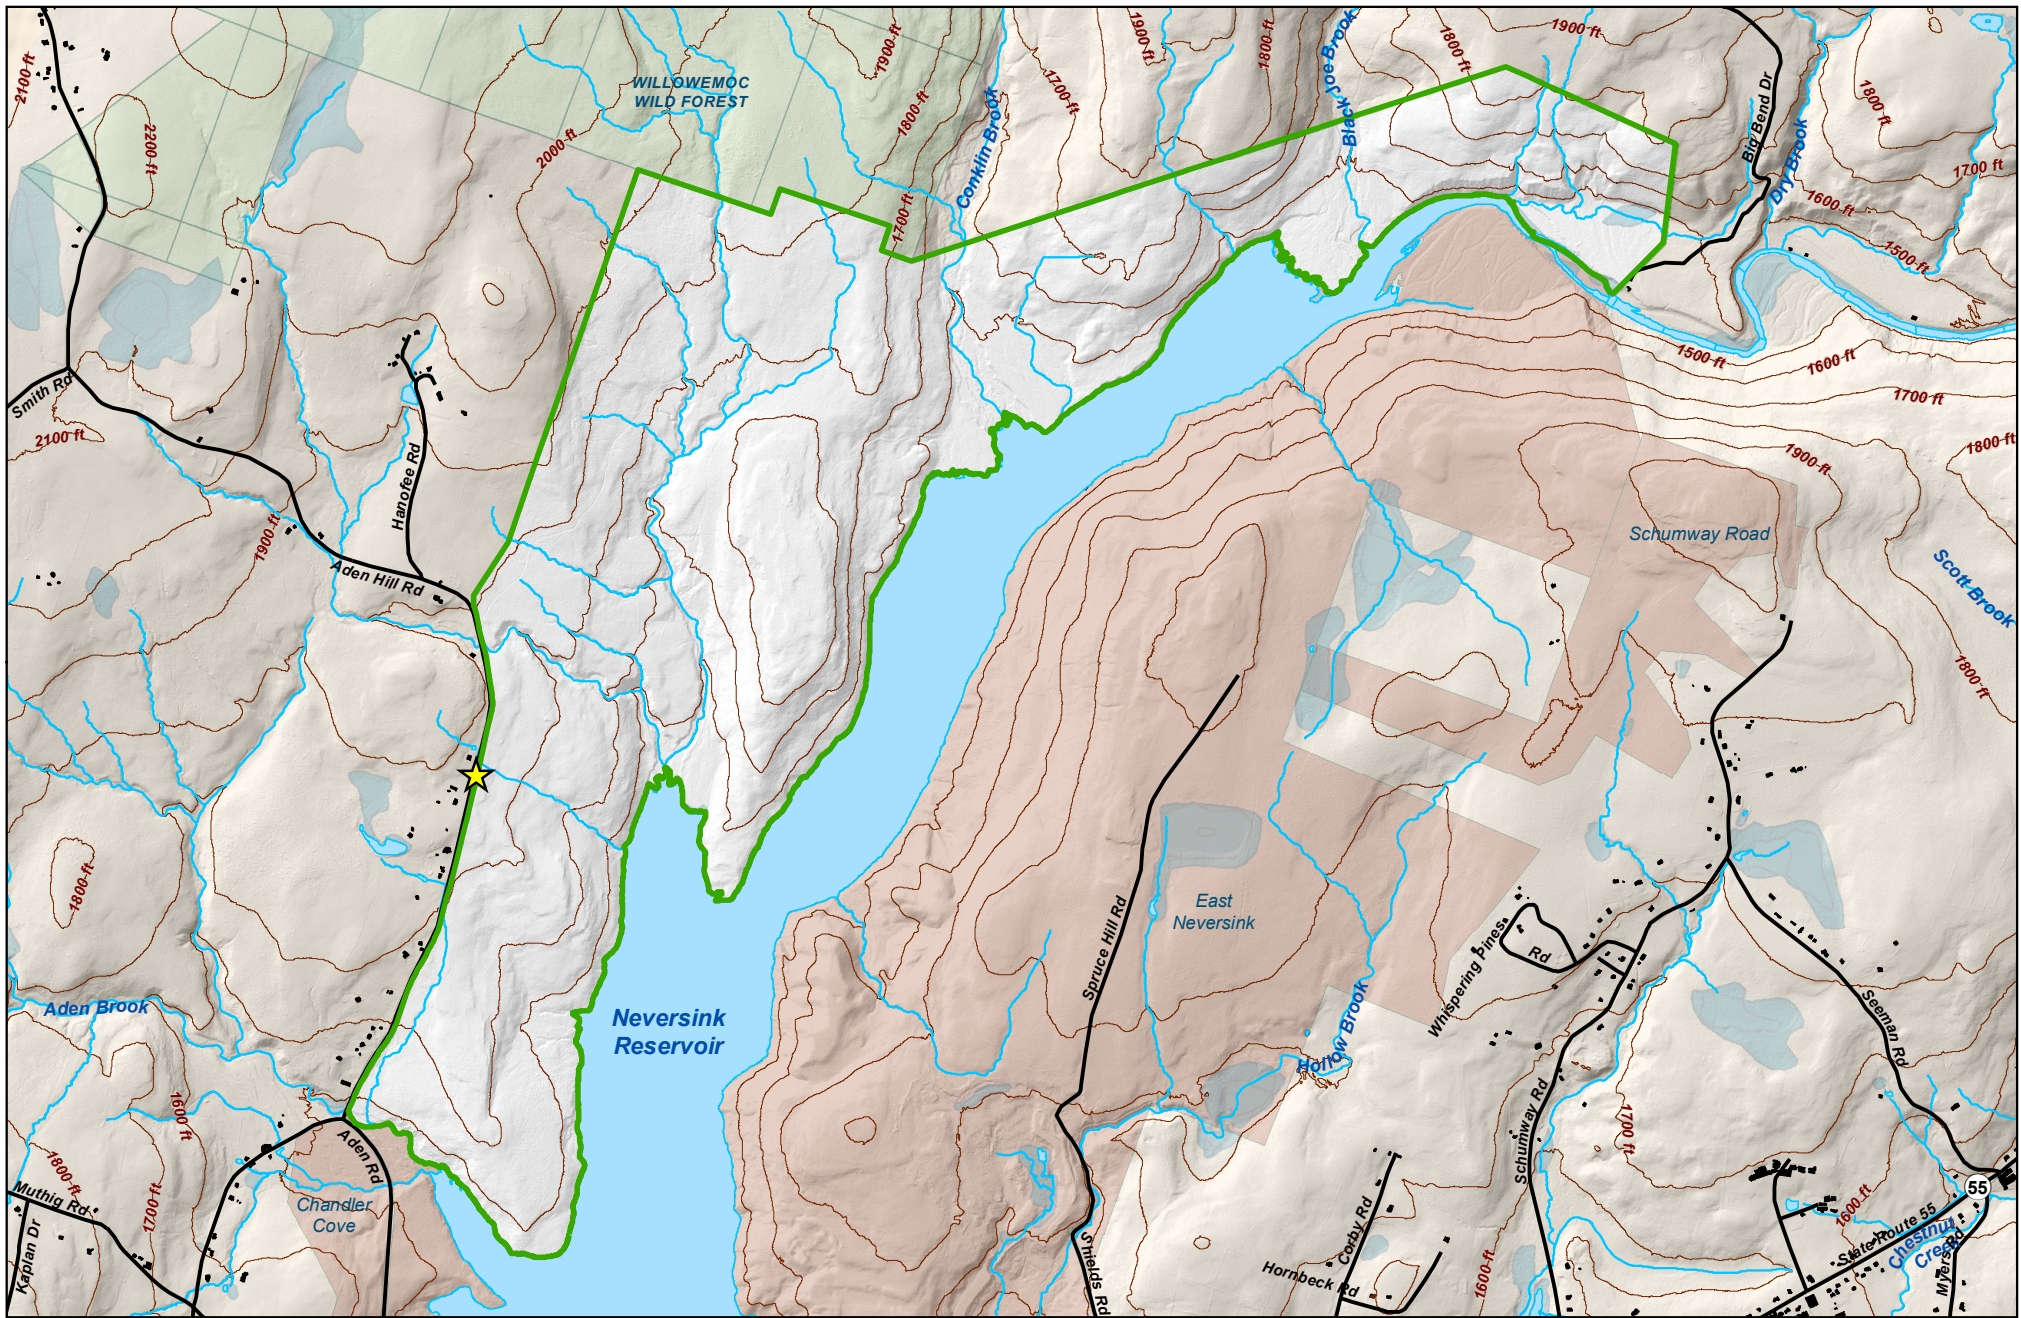 1900 ft
1900 ft
1800 ft
Black Joe Brook
1800 ft
1900 ft
2100 ft
WILLOWEMOC
WILD FOREST
1700 ft
Conklin Brook
1800 ft
1800 ft
Big Bend Dr
Dry Brook
2200 ft
2000 ft
1700 ft
1700 ft
1600 ft
1500 ft
1500 ft
1600 ft
1700 ft
Smith Rd
2100 ft
1800 ft
1900 ft
Hanofee Rd
1900 ft
Schumway Road
Aden Hill Rd
Scott Brook
1800 ft
1800 ft
East
Neversink
Spruce Hill Rd
Whispering Pines
Rd
Aden Brook
Neversink
Reservoir
Hollow Brook
Seeman Rd
1600 ft
Aden Rd
Schumway Rd
1700 ft
1800 ft
Muthig Rd
1700 ft
Kaplan Dr
Chandler
Cove
Shields Rd
Corby Rd
Hornbeck Rd
1600 ft
1600 ft
55
State Route 55
Chestnut
Creek
Myers Rd